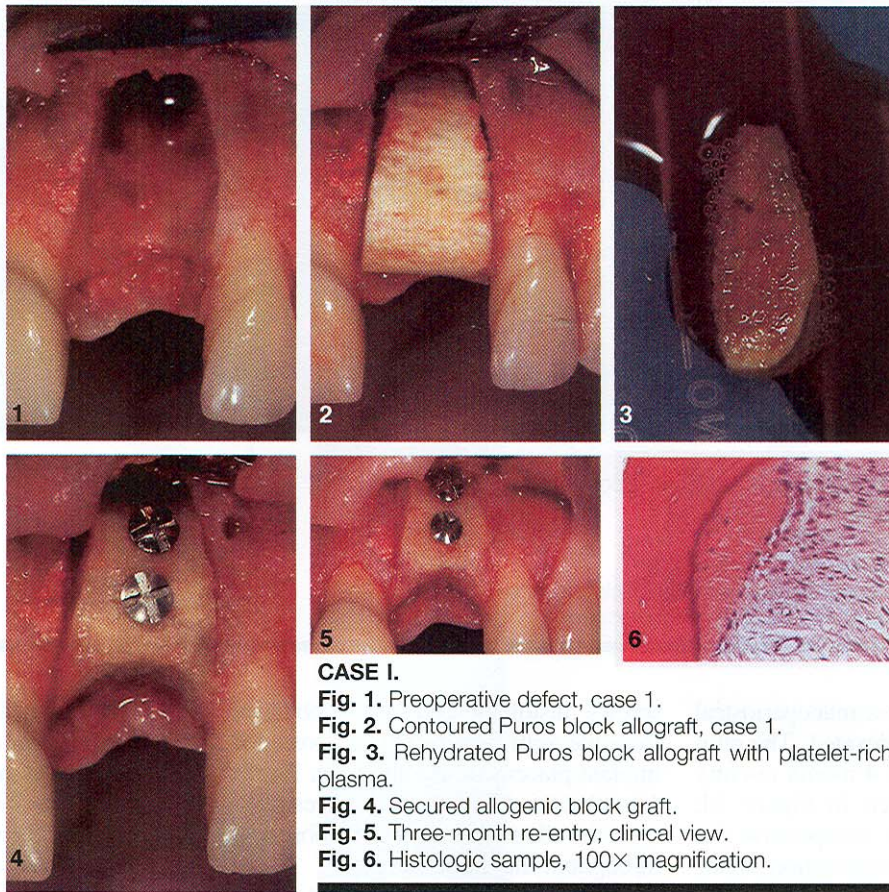 1
2
3
4
5
6
CASE I.
Fig. 1. Preoperative defect, case 1.
Fig. 2. Contoured Puros block allograft, case 1.
Fig. 3. Rehydrated Puros block allograft with platelet-rich
plasma.
Fig. 4. Secured allogenic block graft.
Fig. 5. Three-month re-entry, clinical view.
Fig. 6. Histologic sample, 100× magnification.